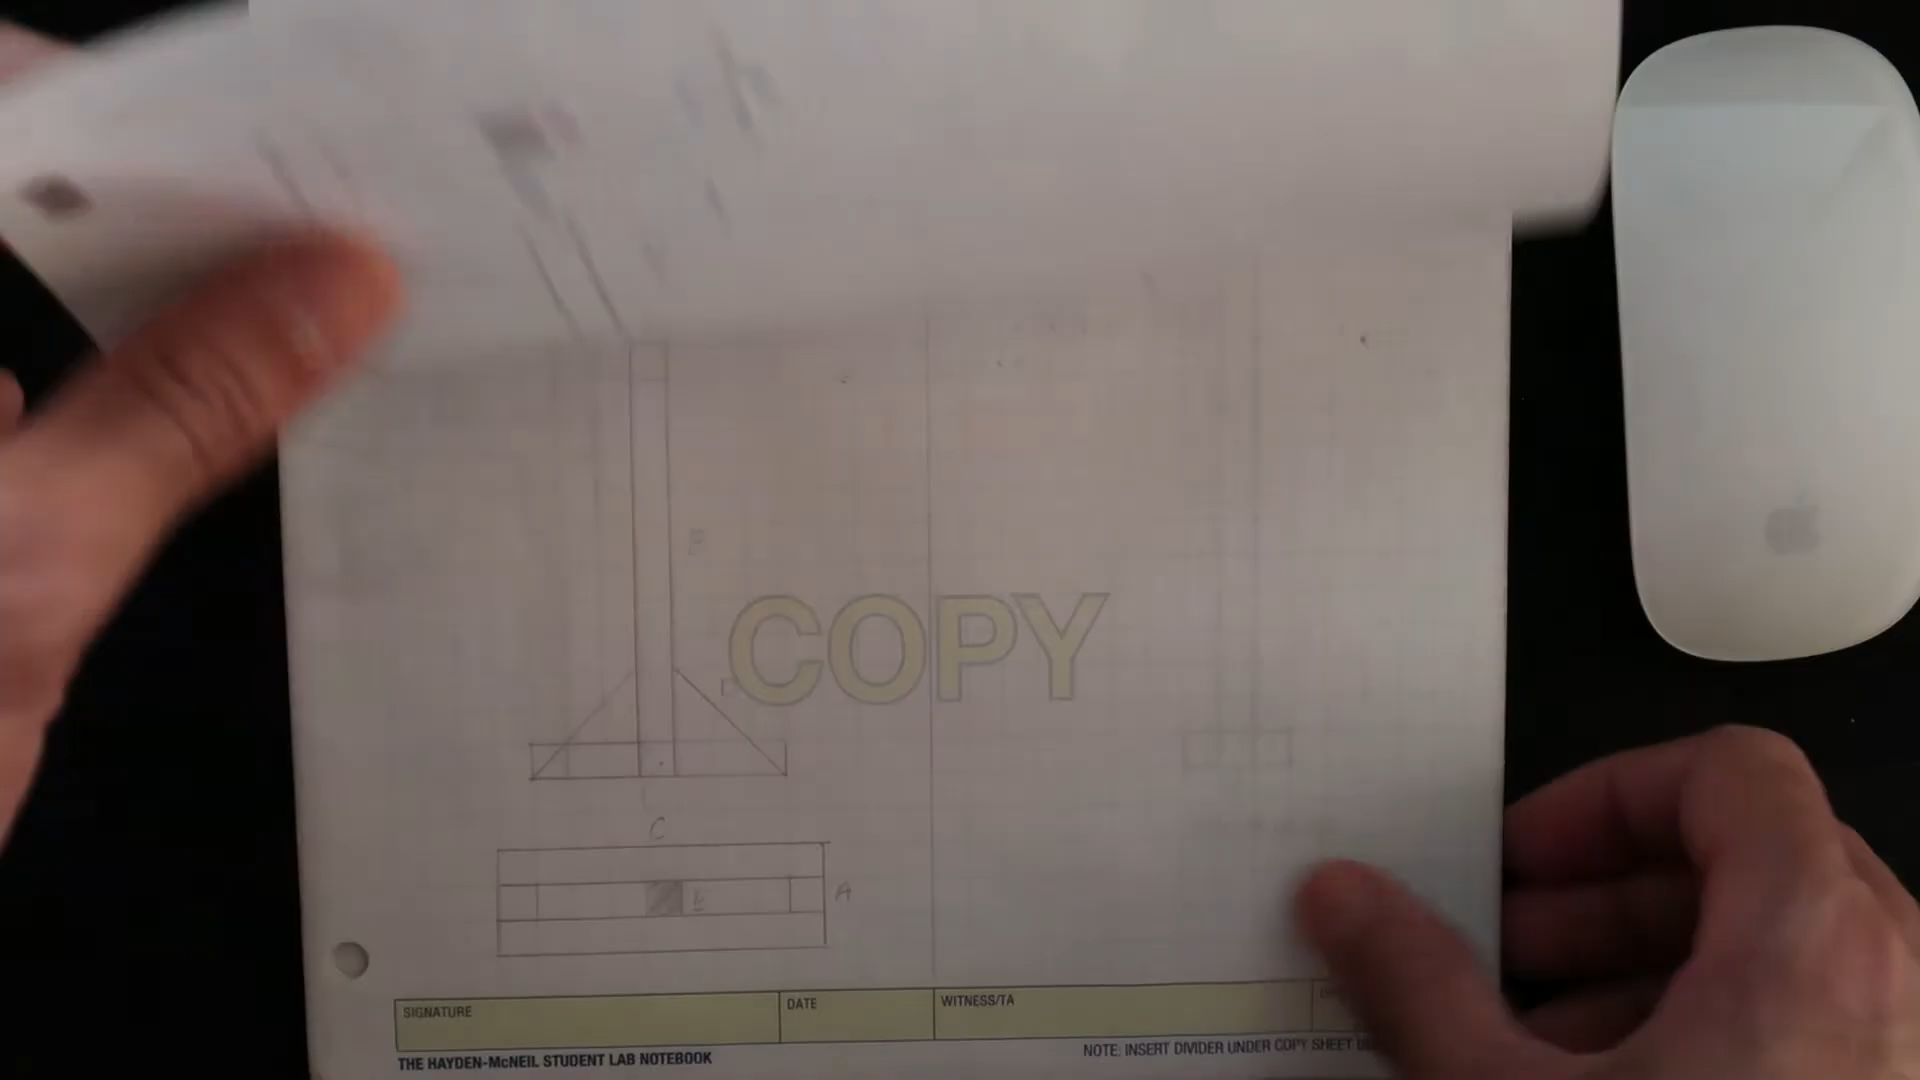 COPY
C
E
A
SIGNATURE
DATE
WITNESS/TA
THE HAYDEN-McNEIL STUDENT LAB NOTEBOOK
NOTE: INSERT DIVIDER UNDER COPY SHEET